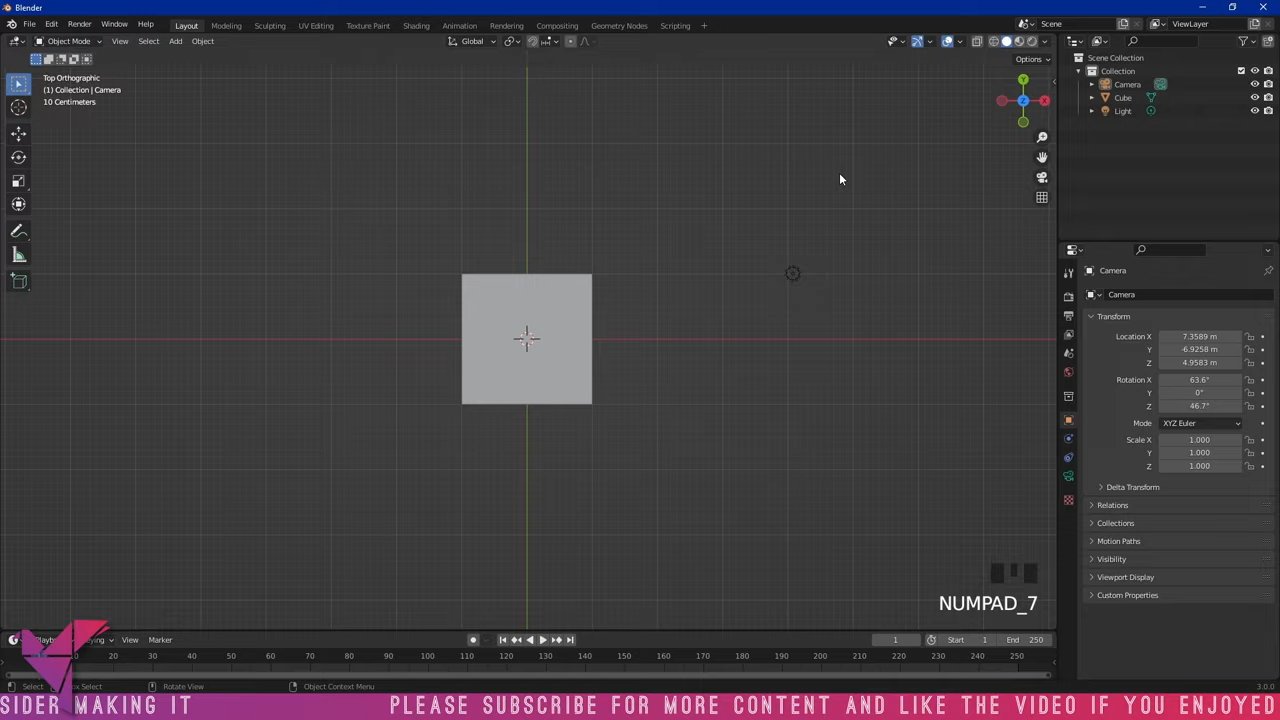 Blender
File Edit Render Window Help Layout Modeling Sculpting UV Editing Texture Paint Shading Animation Rendering Compositing Geometry Nodes Scripting + Scene ViewLayer
Object Mode View Select Add Object Global
Options
Top Orthographic
(1) Collection | Camera
10 Centimeters
Y
Z
X
Scene Collection
Collection
Camera
Cube
Light
Camera
Camera
Transform
Location X 7.3589 m
Y -6.9258 m
Z 4.9583 m
Rotation X 63.6°
Y 0°
Z 46.7°
Mode XYZ Euler
Scale X 1.000
Y 1.000
Z 1.000
Delta Transform
Relations
Collections
Motion Paths
Visibility
Viewport Display
Custom Properties
NUMPAD_7
View Marker 1 Start 1 End 250
20 30 40 50 60 70 80 90 100 110 120 130 140 150 160 170 180 190 200 210 220 230 240 250
Select Rotate View Object Context Menu 3.0.0
SIDER MAKING IT PLEASE SUBSCRIBE FOR MORE CONTENT AND LIKE THE VIDEO IF YOU ENJOYED